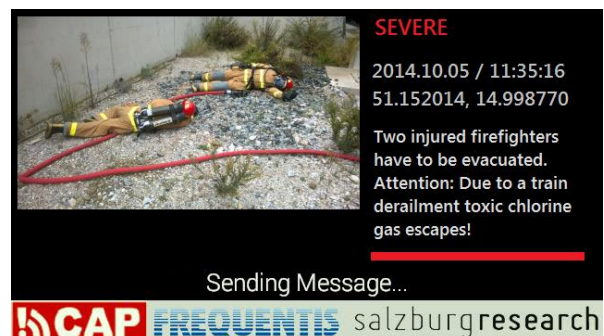 SEVERE
2014.10.05 / 11:35:16
51.152014, 14.998770
Two injured firefighters
have to be evacuated.
Attention: Due to a train
derailment toxic chlorine
gas escapes!
Sending Message...
CAP FREQUENTIS salzburgresearch